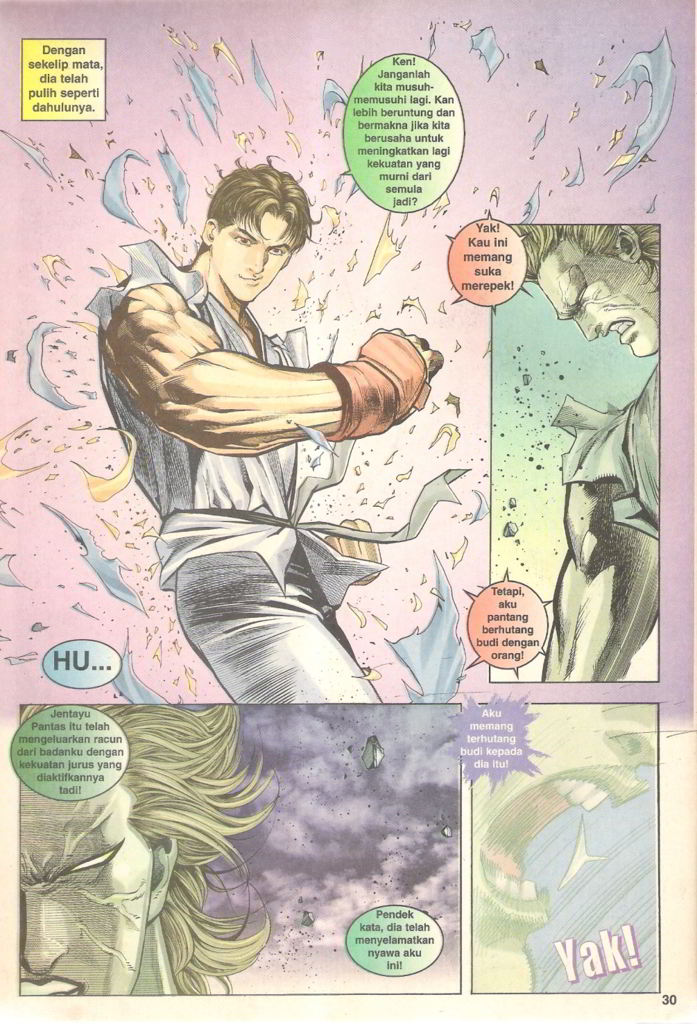 Dengan
sekelip mata,
dia telah
pulih seperti
dahulunya.
Ken!
Janganlah
kita musuh-
memusuhi lagi. Kan
lebih beruntung dan
bermakna jika kita
berusaha untuk
meningkatkan lagi
kekuatan yang
murni dari
semula
jadi?
Yak!
Kau ini
memang
suka
merepek!
Tetapi,
aku
pantang
berhutang
budi dengan
orang!
HU...
Jentayu
Pantas itu telah
mengeluarkan racun
dari badanku dengan
kekuatan jurus yang
diaktifkannya
tadi!
Pendek
kata, dia telah
menyelamatkan
nyawa aku
ini!
Aku
memang
terhutang
budi kepada
dia itu!
Yak!
30